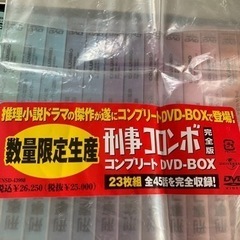 推理小説ドラマの傑作が遂にコンプリートDVD-BOXで登場!
数量限定生産
刑事コロンボ 完全版
コンプリートDVD-BOX
23枚組 全45話を完全収録!
税込¥26,250(税抜¥25,000)
DVD